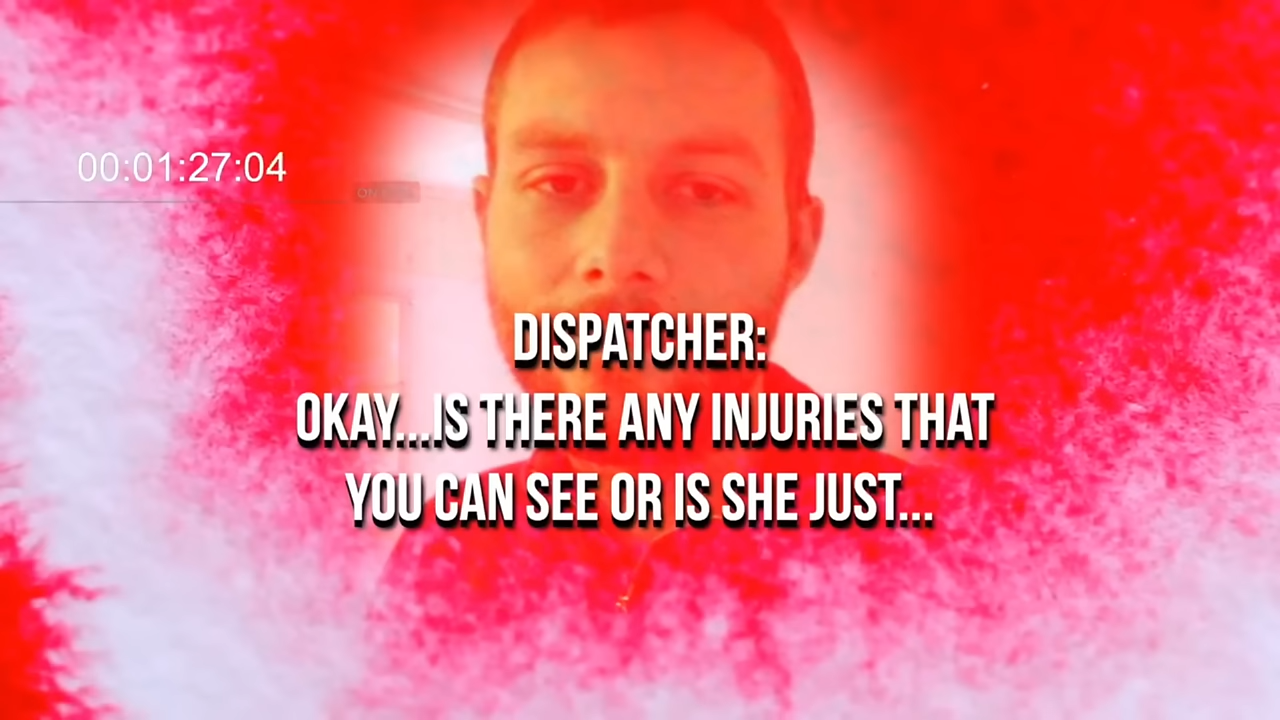 00:01:27:04
DISPATCHER:
OKAY...IS THERE ANY INJURIES THAT
YOU CAN SEE OR IS SHE JUST...